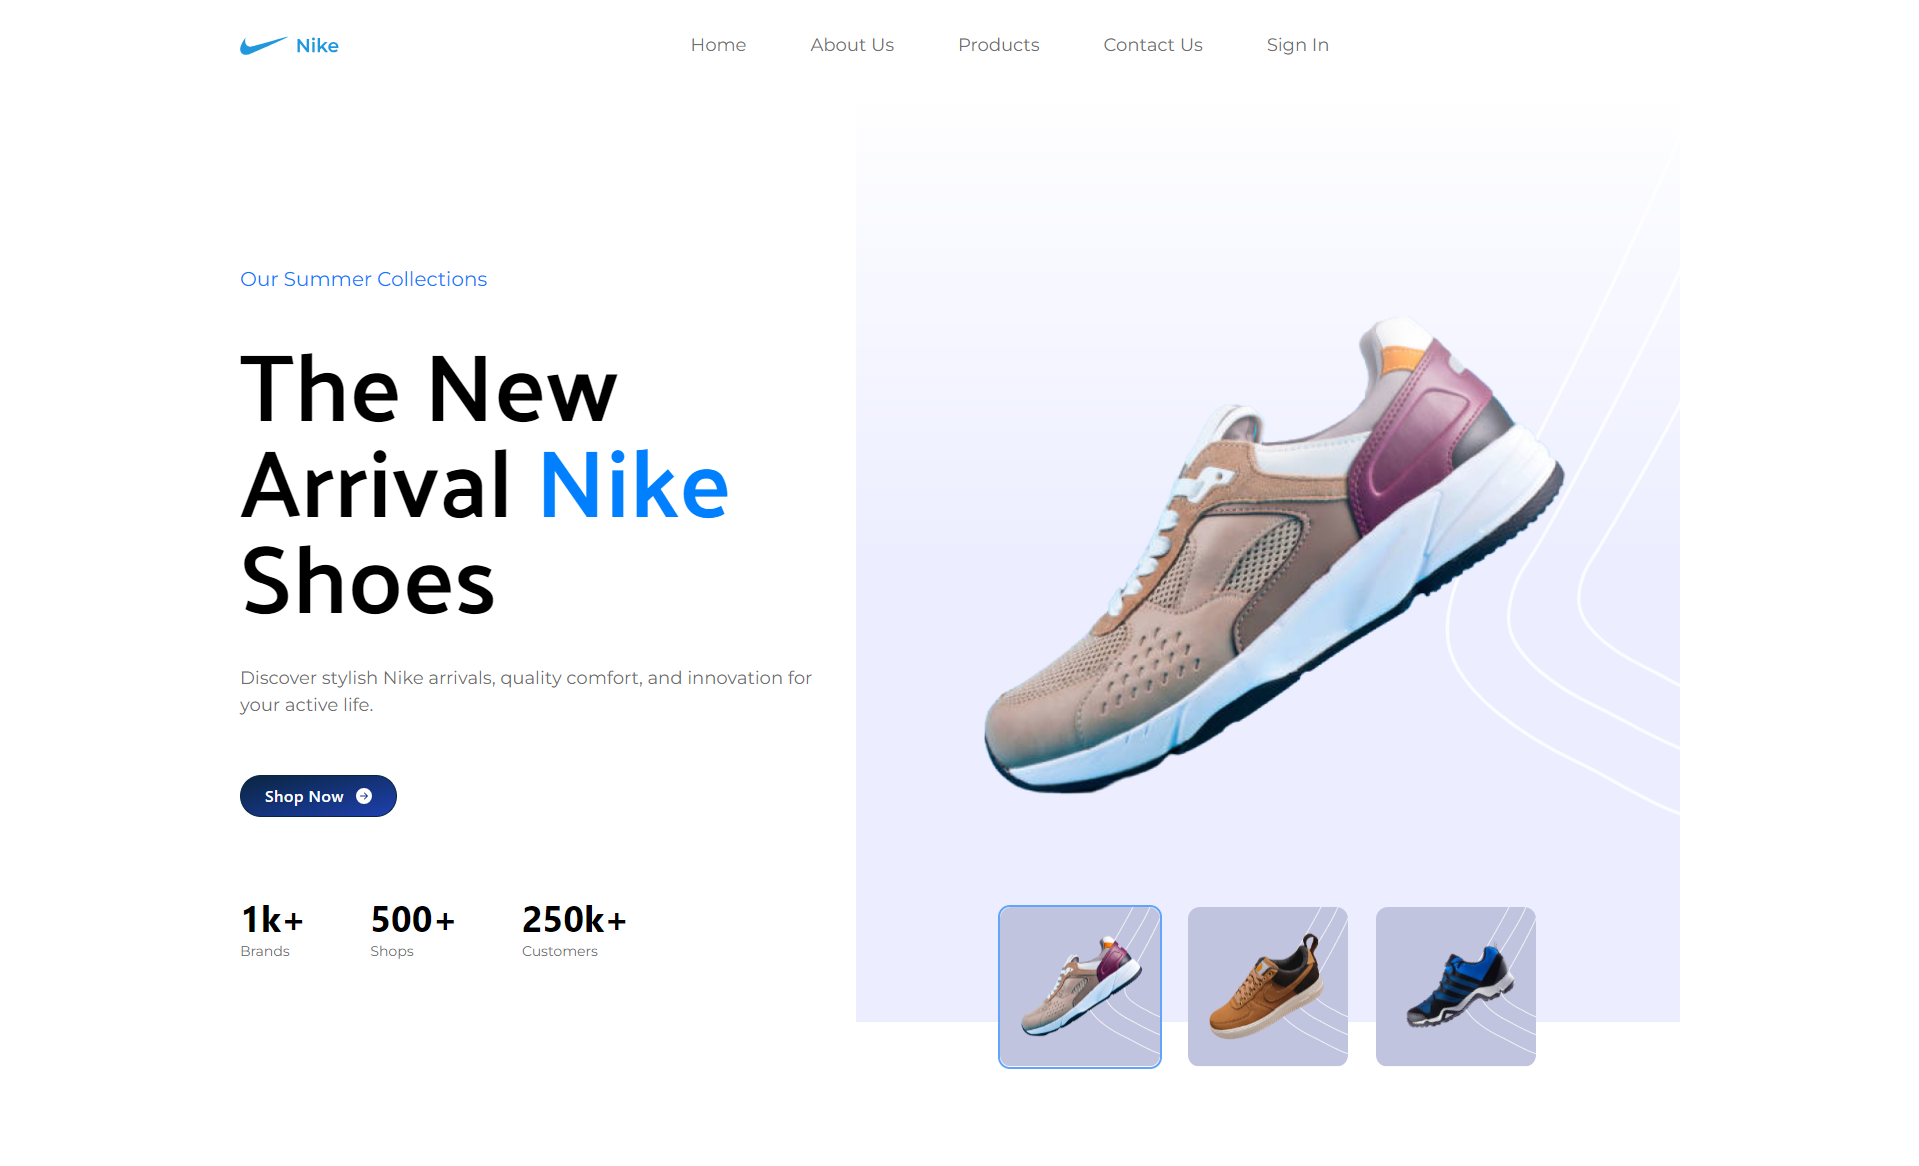 Nike
Home
About Us
Products
Contact Us
Sign In
Our Summer Collections
The New
Arrival Nike
Shoes
Discover stylish Nike arrivals, quality comfort, and innovation for
your active life.
Shop Now
1k+
Brands
500+
Shops
250k+
Customers